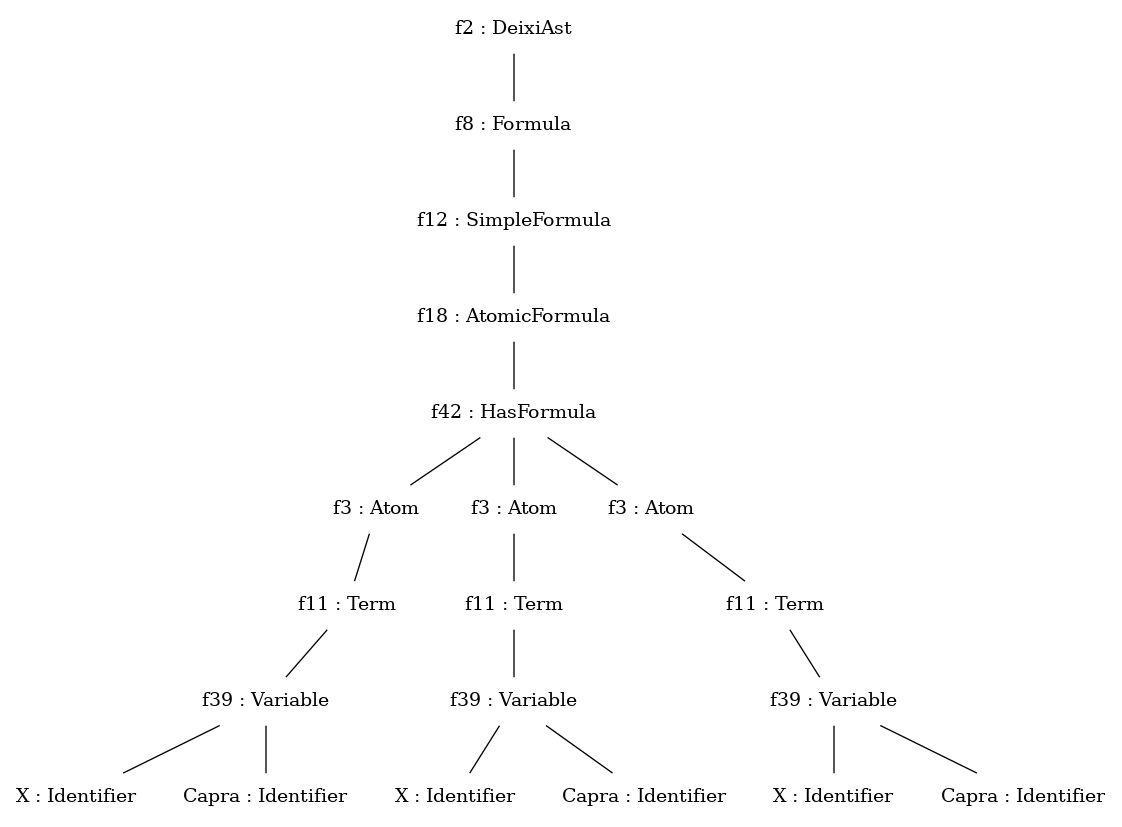 f2 : DeixiAst
f8 : Formula
f12 : SimpleFormula
f18 : AtomicFormula
f42 : HasFormula
f3 : Atom f3 : Atom f3 : Atom
f11 : Term f11 : Term f11 : Term
f39 : Variable f39 : Variable f39 : Variable
X : Identifier Capra : Identifier X : Identifier Capra : Identifier X : Identifier Capra : Identifier